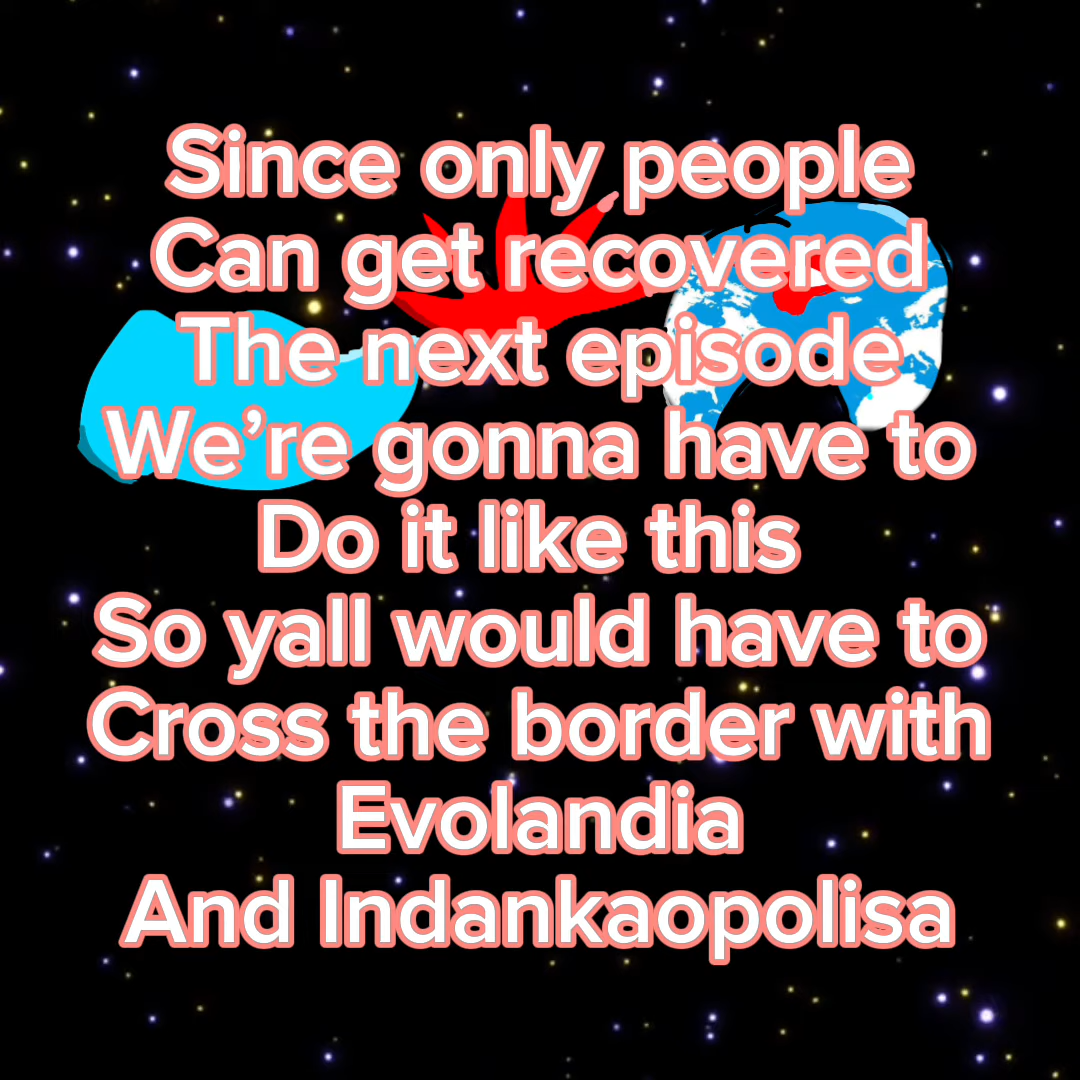 Since only people
Can get recovered
The next episode
We’re gonna have to
Do it like this
So yall would have to
Cross the border with
Evolandia
And Indankaopolisa